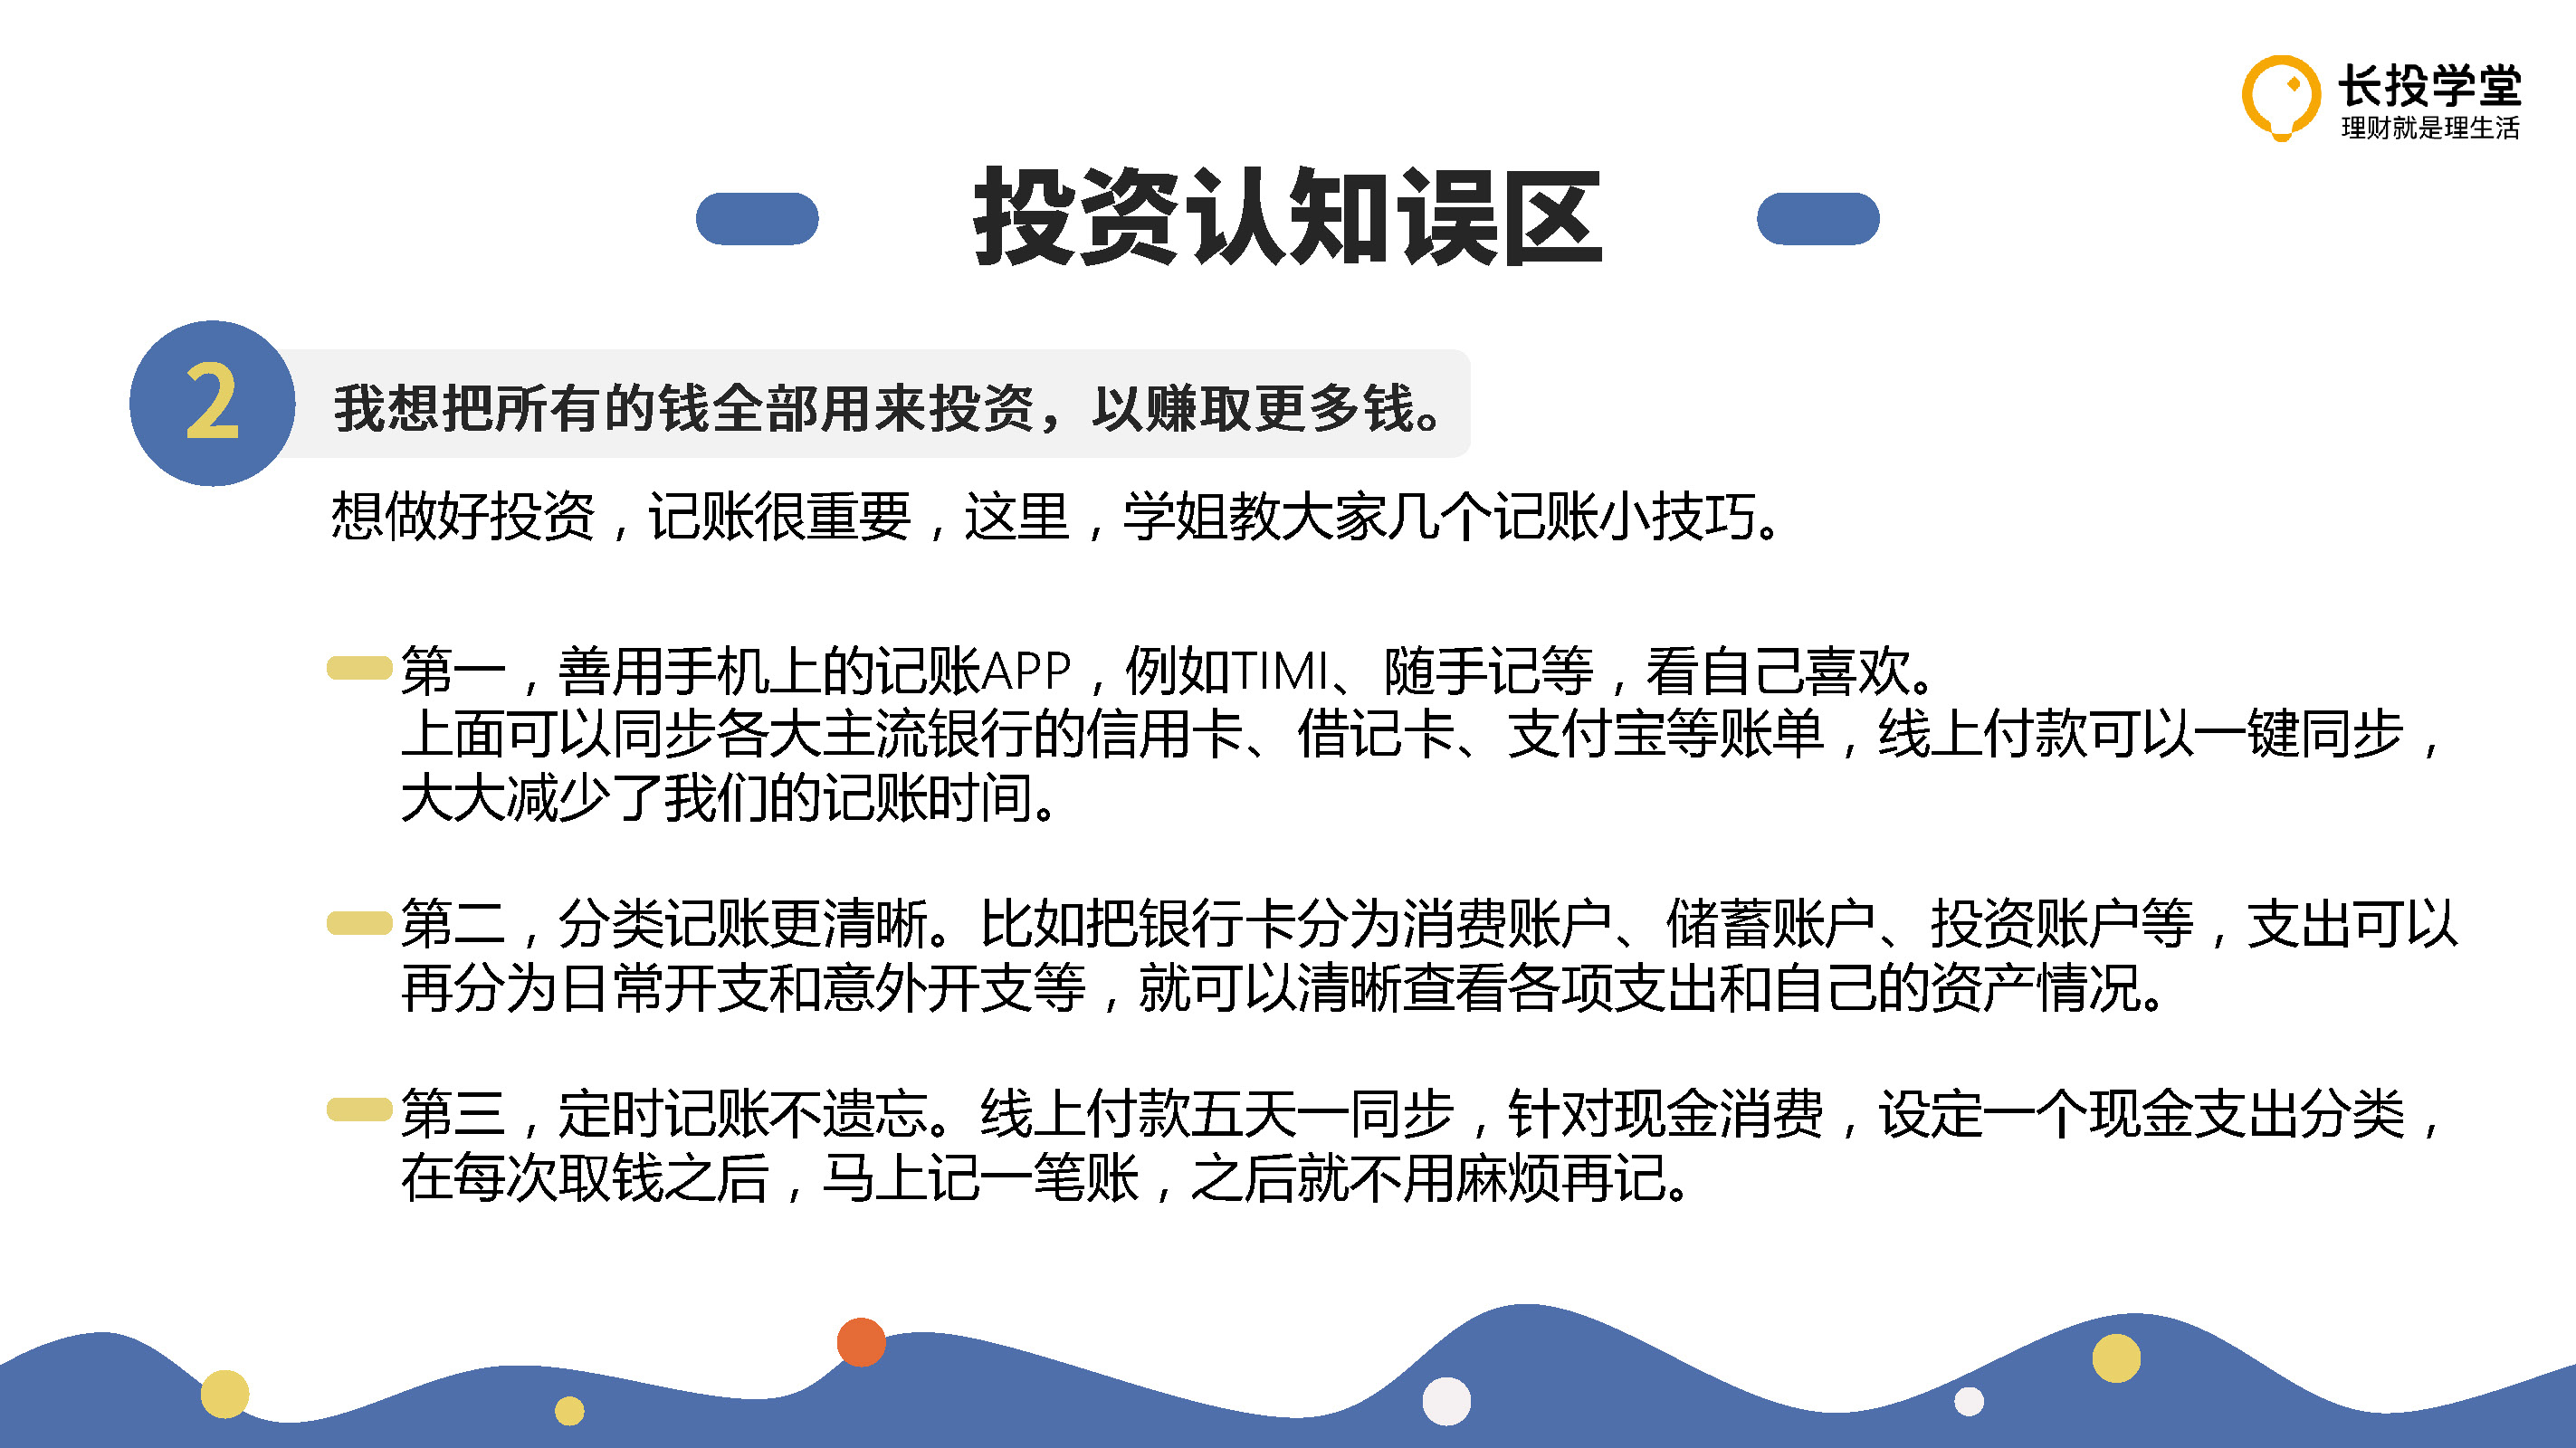 长投学堂
理财就是理生活
投资认知误区
2
我想把所有的钱全部用来投资，以赚取更多钱。
想做好投资，记账很重要，这里，学姐教大家几个记账小技巧。
第一，善用手机上的记账APP，例如TIMI、随手记等，看自己喜欢。
上面可以同步各大主流银行的信用卡、借记卡、支付宝等账单，线上付款可以一键同步，
大大减少了我们的记账时间。
第二，分类记账更清晰。比如把银行卡分为消费账户、储蓄账户、投资账户等，支出可以
再分为日常开支和意外开支等，就可以清晰查看各项支出和自己的资产情况。
第三，定时记账不遗忘。线上付款五天一同步，针对现金消费，设定一个现金支出分类，
在每次取钱之后，马上记一笔账，之后就不用麻烦再记。